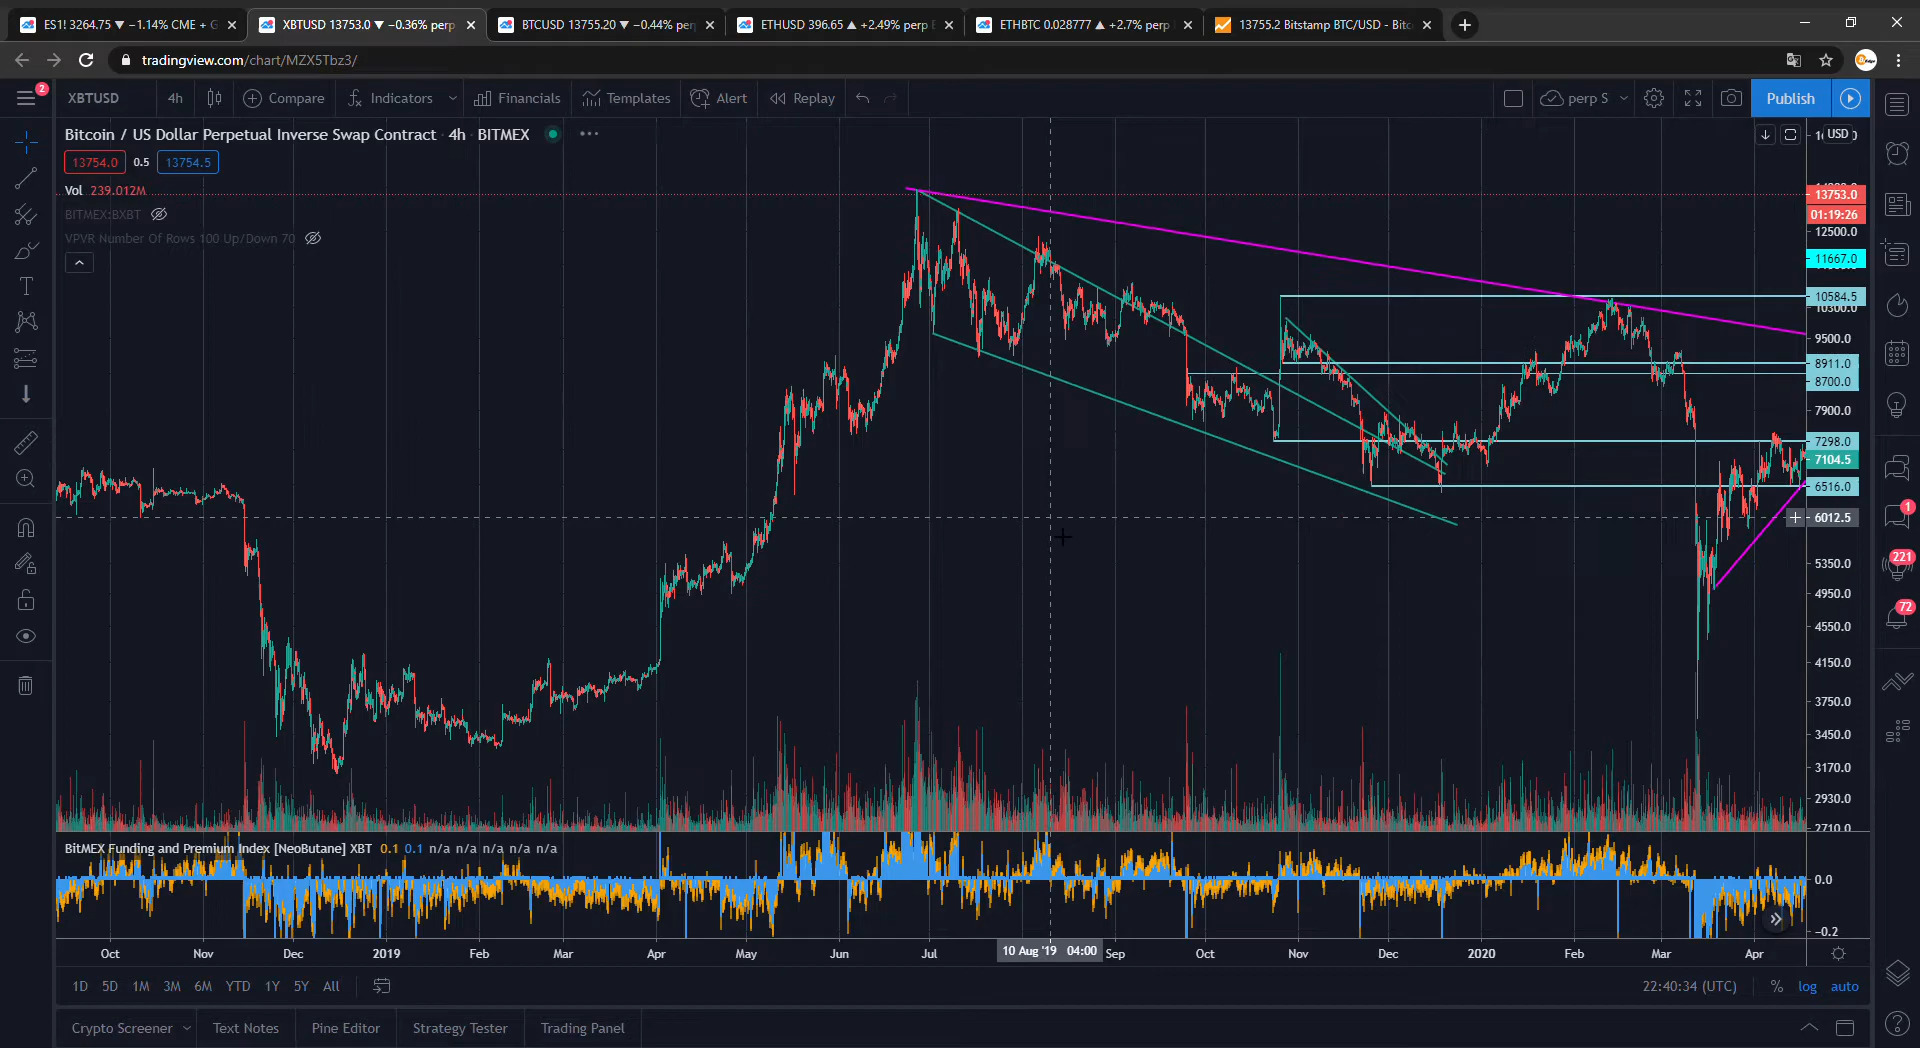 ES1! 3264.75 ▼ −1.14% CME + G
XBTUSD 13753.0 ▼ −0.36% perp
BTCUSD 13755.20 ▼ −0.44% per
ETHUSD 396.65 ▲ +2.49% perp
ETHBTC 0.028777 ▲ +2.7% perp
13755.2 Bitstamp BTC/USD - Bitc
tradingview.com/chart/MZX5Tbz3/
2
XBTUSD
4h
Compare
Indicators
Financials
Templates
Alert
Replay
perp S
Publish
Bitcoin / US Dollar Perpetual Inverse Swap Contract · 4h · BITMEX
13754.0 0.5 13754.5
Vol 239.012M
BITMEX:BXBT
VPVR Number Of Rows 100 Up/Down 70
USD
13753.0
01:19:26
12500.0
11667.0
10584.5
10300.0
9500.0
8911.0
8700.0
7900.0
7298.0
7104.5
6516.0
6012.5
5350.0
4950.0
4550.0
4150.0
3750.0
3450.0
3170.0
2930.0
2710.0
1
221
72
BitMEX Funding and Premium Index [NeoButane] XBT 0.1 0.1 n/a n/a n/a n/a n/a
0.0
−0.2
Oct Nov Dec 2019 Feb Mar Apr May Jun Jul 10 Aug '19 04:00 Sep Oct Nov Dec 2020 Feb Mar Apr
1D 5D 1M 3M 6M YTD 1Y 5Y All
22:40:34 (UTC) % log auto
Crypto Screener Text Notes Pine Editor Strategy Tester Trading Panel